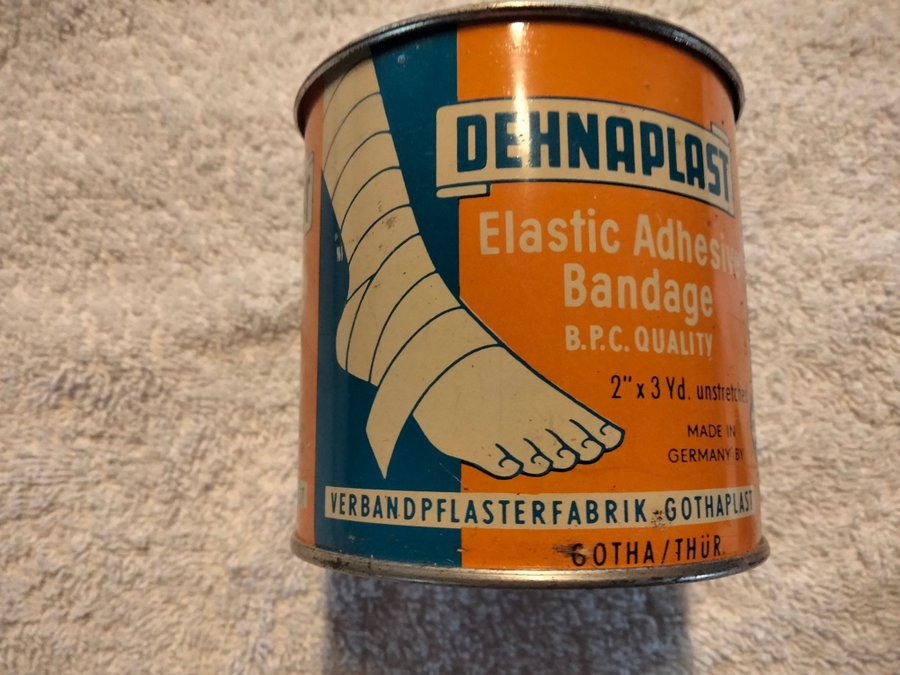 DEHNAPLAST
Elastic Adhesive
Bandage
B.P.C. QUALITY
2" x 3 Yd. unstretched
MADE IN
GERMANY BY
VERBANDPFLASTERFABRIK GOTHAPLAST
GOTHA/THÜR.